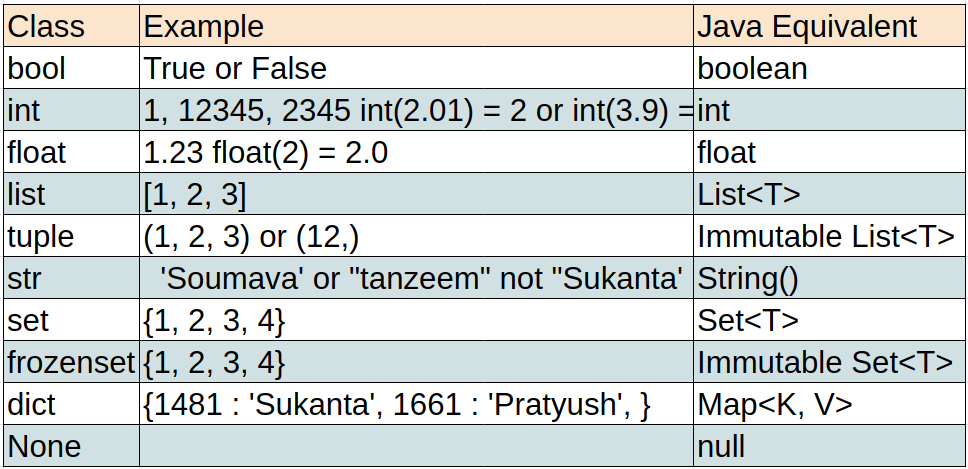 Class Example Java Equivalent
bool True or False boolean
int 1, 12345, 2345 int(2.01) = 2 or int(3.9) = int
float 1.23 float(2) = 2.0 float
list [1, 2, 3] List<T>
tuple (1, 2, 3) or (12,) Immutable List<T>
str 'Soumava' or "tanzeem" not "Sukanta' String()
set {1, 2, 3, 4} Set<T>
frozenset {1, 2, 3, 4} Immutable Set<T>
dict {1481 : 'Sukanta', 1661 : 'Pratyush', } Map<K, V>
None null